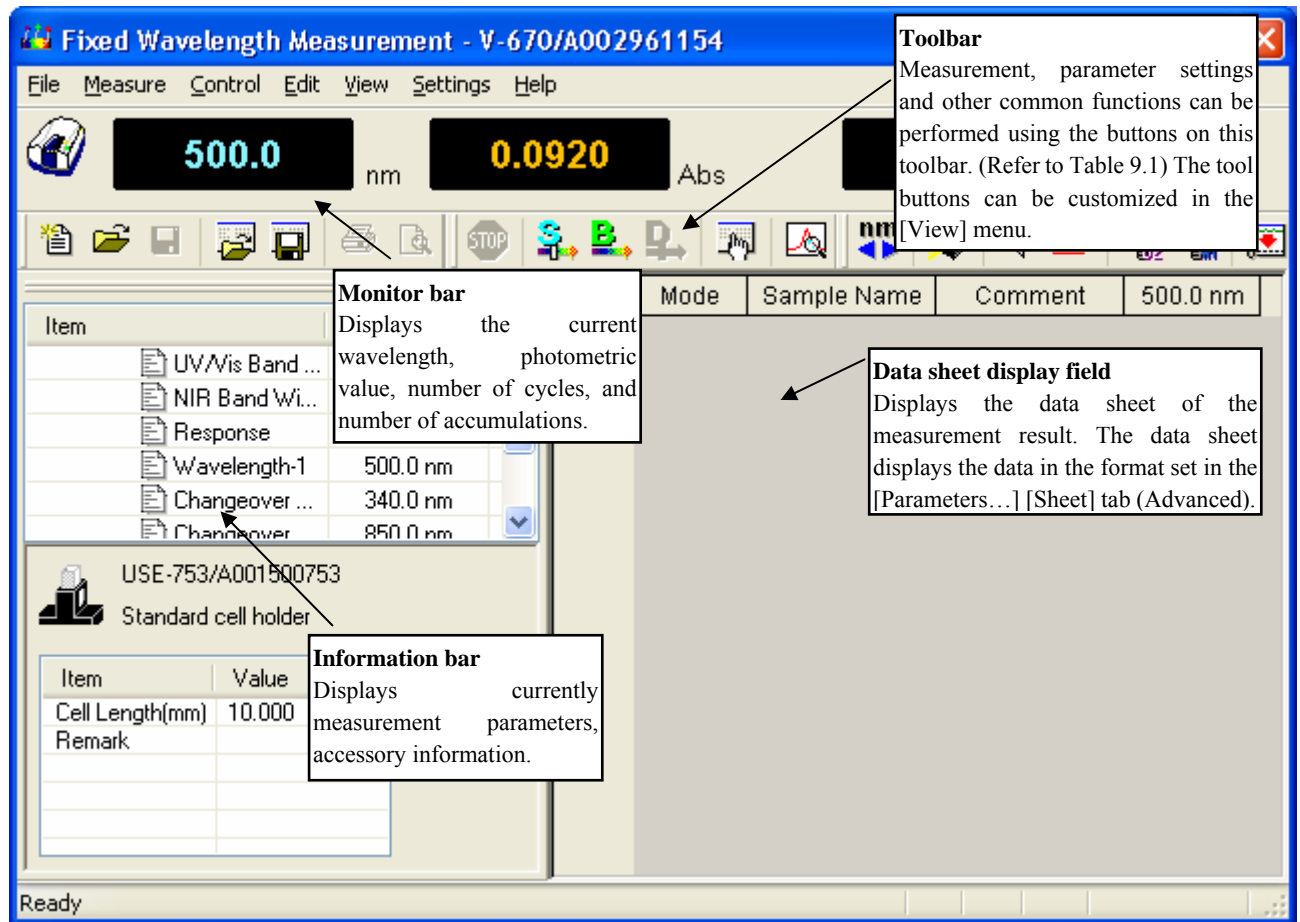 Fixed Wavelength Measurement - V-670/A002961154
File Measure Control Edit View Settings Help
500.0 nm 0.0920 Abs
STOP S B D nm
Toolbar
Measurement, parameter settings
and other common functions can be
performed using the buttons on this
toolbar. (Refer to Table 9.1) The tool
buttons can be customized in the
[View] menu.
Monitor bar
Displays the current
wavelength, photometric
value, number of cycles, and
number of accumulations.
Mode Sample Name Comment 500.0 nm
Item
UV/Vis Band ...
NIR Band Wi...
Response
Wavelength-1 500.0 nm
Changeover ... 340.0 nm
Changeover 850.0 nm
Data sheet display field
Displays the data sheet of the
measurement result. The data sheet
displays the data in the format set in the
[Parameters…] [Sheet] tab (Advanced).
USE-753/A001500753
Standard cell holder
Information bar
Displays currently
measurement parameters,
accessory information.
Item Value
Cell Length(mm) 10.000
Remark
Ready